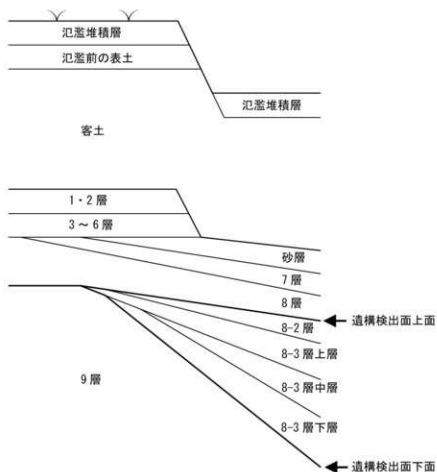 氾濫堆積層
氾濫前の表土
氾濫堆積層
客土
1・2層
3～6層
砂層
7層
8層
遺構検出面上面
8-2層
8-3層上層
8-3層中層
9層
8-3層下層
遺構検出面下面